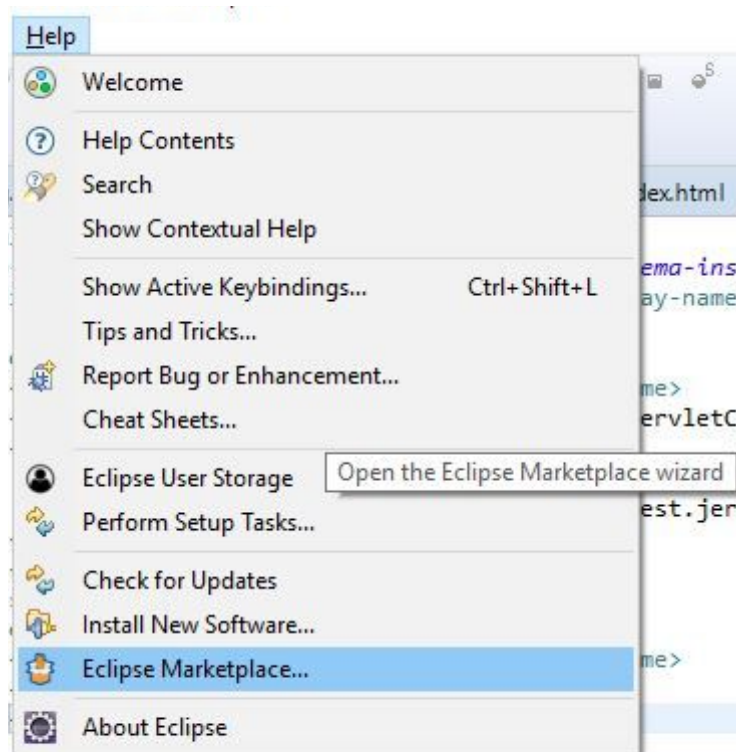 Help
Welcome
Help Contents
Search
dex.html
Show Contextual Help
ema-ins
Show Active Keybindings... Ctrl+Shift+L
ay-name
Tips and Tricks...
Report Bug or Enhancement...
me>
Cheat Sheets...
ervletC
Eclipse User Storage
Open the Eclipse Marketplace wizard
est.jer
Perform Setup Tasks...
Check for Updates
Install New Software...
Eclipse Marketplace...
me>
About Eclipse